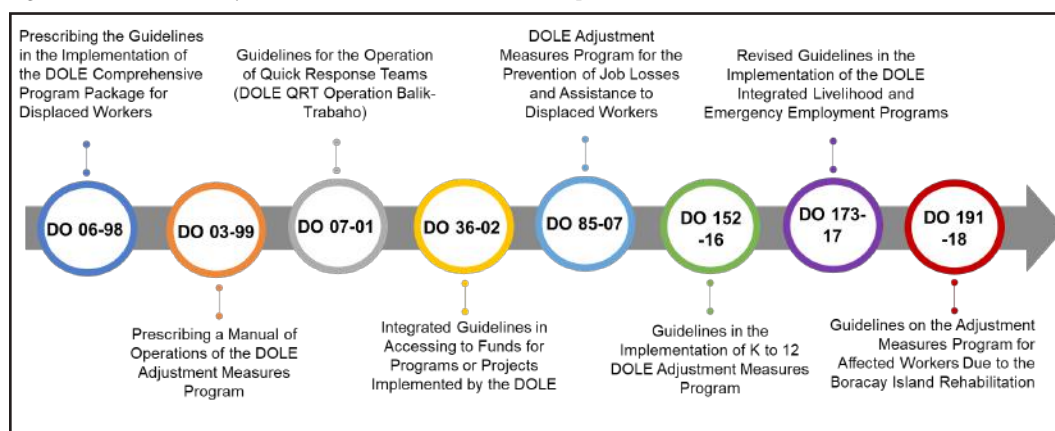 Prescribing the Guidelines
in the Implementation of
the DOLE Comprehensive
Program Package for
Displaced Workers
Guidelines for the Operation
of Quick Response Teams
(DOLE QRT Operation Balik-
Trabaho)
DOLE Adjustment
Measures Program for the
Prevention of Job Losses
and Assistance to
Displaced Workers
Revised Guidelines in the
Implementation of the DOLE
Integrated Livelihood and
Emergency Employment Programs
DO 06-98
DO 03-99
DO 07-01
DO 36-02
DO 85-07
DO 152
-16
DO 173-
17
DO 191
-18
Prescribing a Manual of
Operations of the DOLE
Adjustment Measures
Program
Integrated Guidelines in
Accessing to Funds for
Programs or Projects
Implemented by the DOLE
Guidelines in the
Implementation of K to 12
DOLE Adjustment Measures
Program
Guidelines on the Adjustment
Measures Program for
Affected Workers Due to the
Boracay Island Rehabilitation